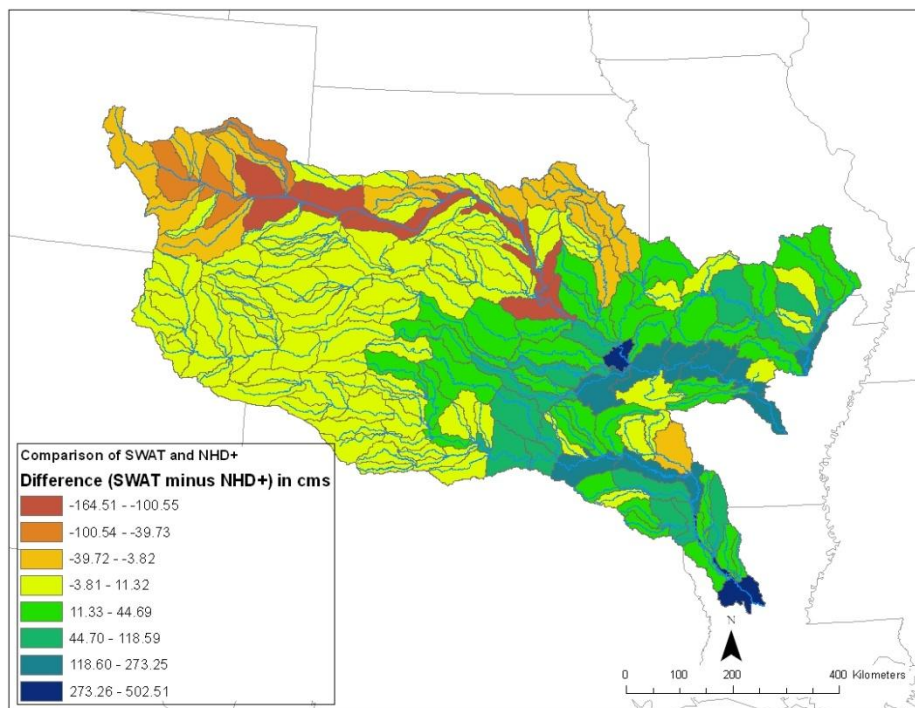 Comparison of SWAT and NHD+
Difference (SWAT minus NHD+) in cms
-164.51 - -100.55
-100.54 - -39.73
-39.72 - -3.82
-3.81 - 11.32
11.33 - 44.69
44.70 - 118.59
118.60 - 273.25
273.26 - 502.51
N
0 100 200 400 Kilometers